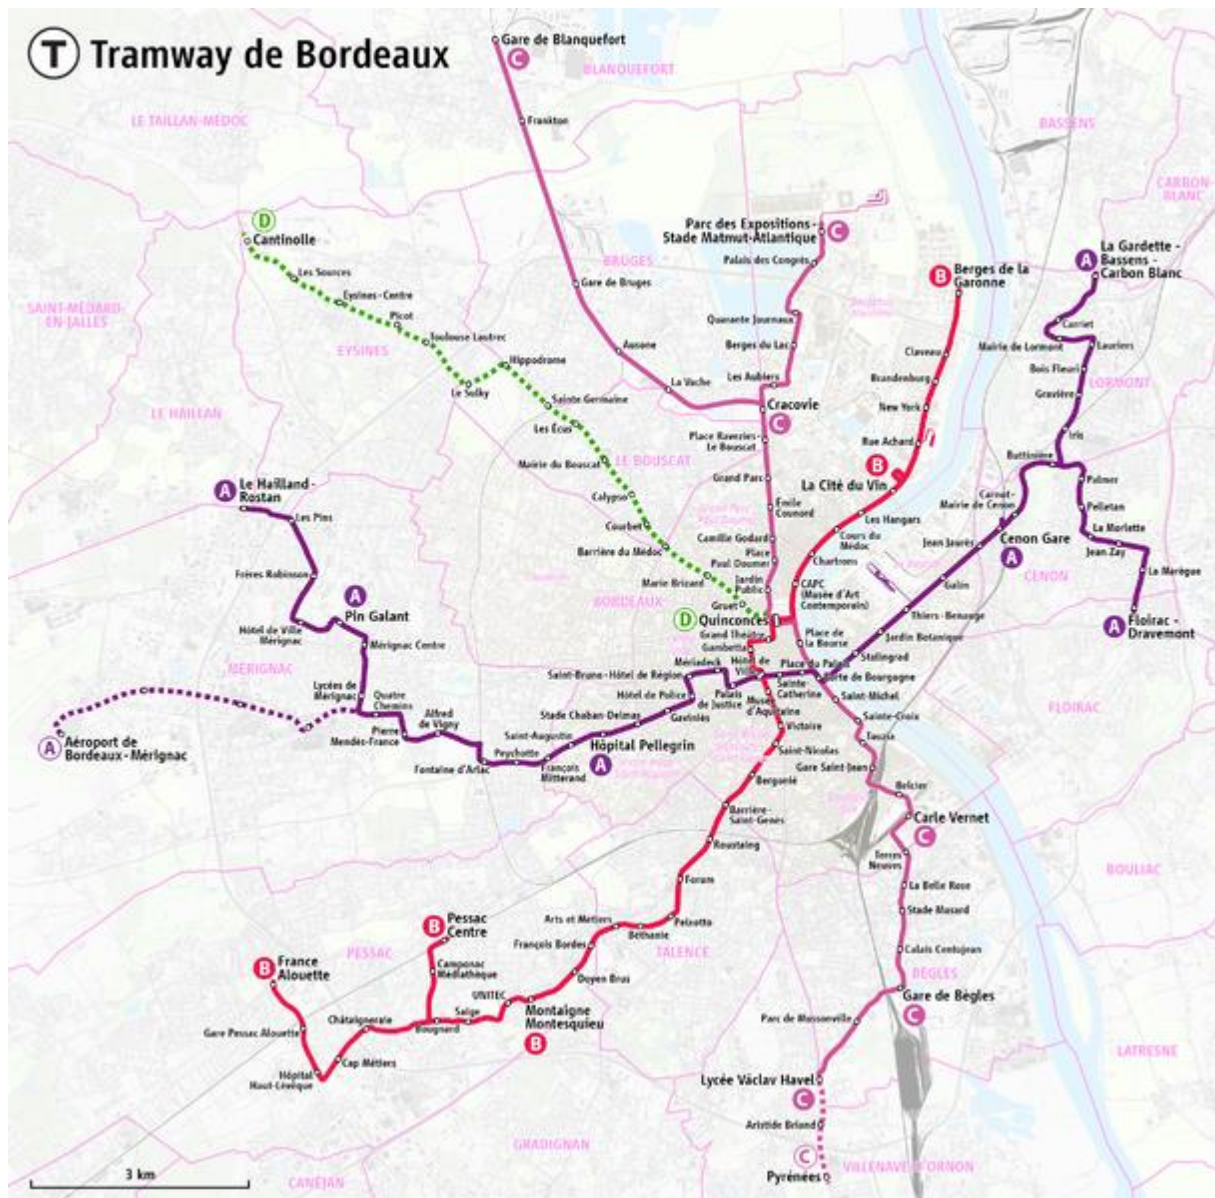 T Tramway de Bordeaux
Gare de Blanquefort
C
BLANQUEFORT
LE TAILLAN-MÉDOC
Frankton
BASSENS
CARBON-
BLANC
D
Cantinolle
Parc des Expositions -
Stade Matmut-Atlantique
C
Palais des Congrès
BRUGES
Les Sources
Gare de Bruges
B
Berges de la
Garonne
A
La Gardette -
Bassens -
Carbon Blanc
SAINT-MÉDARD
EN-JALLES
Eysines-Centre
Picot
Toulouse Lautrec
EYSINES
Quarante Journaux
Berges du Lac
Les Aubiers
Ausone
La Vache
Carriet
Mairie de Lormont
Lauriers
Bois Fleuri
LORMONT
Gravière
Iris
Buttinière
Claveau
Brandenburg
New York
Rue Achard
Hippodrome
Le Sulky
Sainte Germaine
Les Écus
LE HAILLAN
Cracovie
C
Place Ravezies-
Le Bouscat
Mairie du Bouscat
LE BOUSCAT
Grand Parc
B
La Cité du Vin
Palmer
Pelletan
La Morlette
Jean Zay
La Marègue
A
Le Hailland -
Rostan
Les Pins
Calypso
Courbet
Barrière du Médoc
Emile
Counord
Camille Godard
Place
Paul Doumer
Les Hangars
Cours du
Médoc
Chartrons
Carnot-
Mairie de Cenon
Cenon Gare
A
Jean Jaurès
CENON
Frères Robinson
Marie Brizard
Jardin
Public
CAPC
(Musée d'Art
Contemporain)
Galin
Thiers-Benauge
BORDEAUX
Gruet
D
Quinconces
A
Pin Galant
Hôtel de Ville
Mérignac
Mérignac Centre
Grand Théâtre
Gambetta
Place de
la Bourse
Jardin Botanique
Stalingrad
A
Floirac -
Dravemont
MÉRIGNAC
Mériadeck
Hôtel de
Ville
Place du Palais
Porte de Bourgogne
Saint-Bruno-Hôtel de Région
Hôtel de Police
Palais
de Justice
Sainte-
Catherine
Musée
d'Aquitaine
Saint-Michel
Lycées de
Mérignac
Quatre
Chemins
Alfred
de Vigny
Stade Chaban-Delmas
Gaviniès
Victoire
Sainte-Croix
FLOIRAC
A
Aéroport de
Bordeaux-Mérignac
Pierre
Mendès-France
Saint-Augustin
Hôpital Pellegrin
A
Saint-Nicolas
Tauzia
Fontaine d'Arlac
Peychotte
François
Mitterand
Gare Saint-Jean
Bergonié
Belcier
Barrière-
Saint-Genès
Carle Vernet
C
Roustaing
Terres
Neuves
BOULIAC
Forum
La Belle Rose
Stade Musard
B
Pessac
Centre
Arts et Métiers
Peixotto
Béthanie
François Bordes
TALENCE
Calais Centujean
PESSAC
B
France
Alouette
Camponac
Médiathèque
Doyen Brus
BÈGLES
UNITEC
Gare de Bègles
C
Gare Pessac Alouette
Châtaigneraie
Saige
Bougnard
Montaigne
Montesquieu
B
Parc de Mussonville
LATRESNE
Cap Métiers
Hôpital
Haut-Lévêque
Lycée Václav Havel
C
Aristide Briand
GRADIGNAN
C
Pyrénées
VILLENAVE D'ORNON
3 km
CANÉJAN